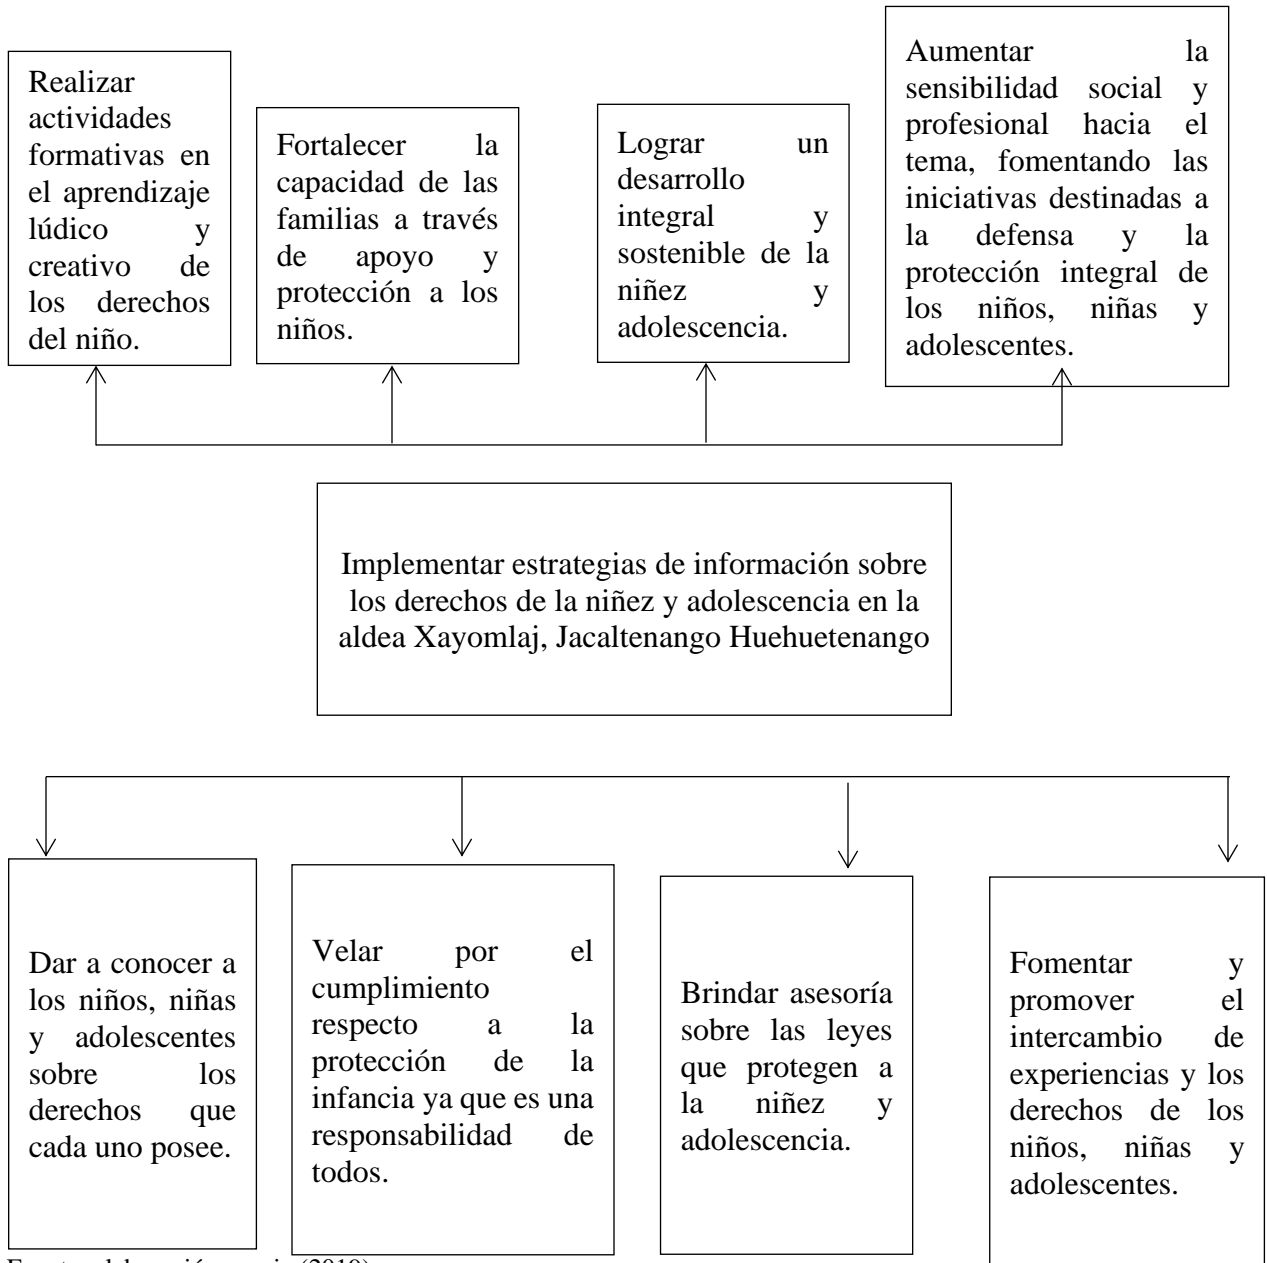 Realizar
actividades
formativas en
el aprendizaje
lúdico y
creativo de
los derechos
del niño.
Fortalecer la
capacidad de las
familias a través
de apoyo y
protección a los
niños.
Lograr un
desarrollo
integral y
sostenible de la
niñez y
adolescencia.
Aumentar la
sensibilidad social y
profesional hacia el
tema, fomentando las
iniciativas destinadas a
la defensa y la
protección integral de
los niños, niñas y
adolescentes.
Implementar estrategias de información sobre
los derechos de la niñez y adolescencia en la
aldea Xayomlaj, Jacaltenango Huehuetenango
Dar a conocer a
los niños, niñas
y adolescentes
sobre los
derechos que
cada uno posee.
Velar por el
cumplimiento
respecto a la
protección de la
infancia ya que es una
responsabilidad de
todos.
Brindar asesoría
sobre las leyes
que protegen a
la niñez y
adolescencia.
Fomentar y
promover el
intercambio de
experiencias y los
derechos de los
niños, niñas y
adolescentes.